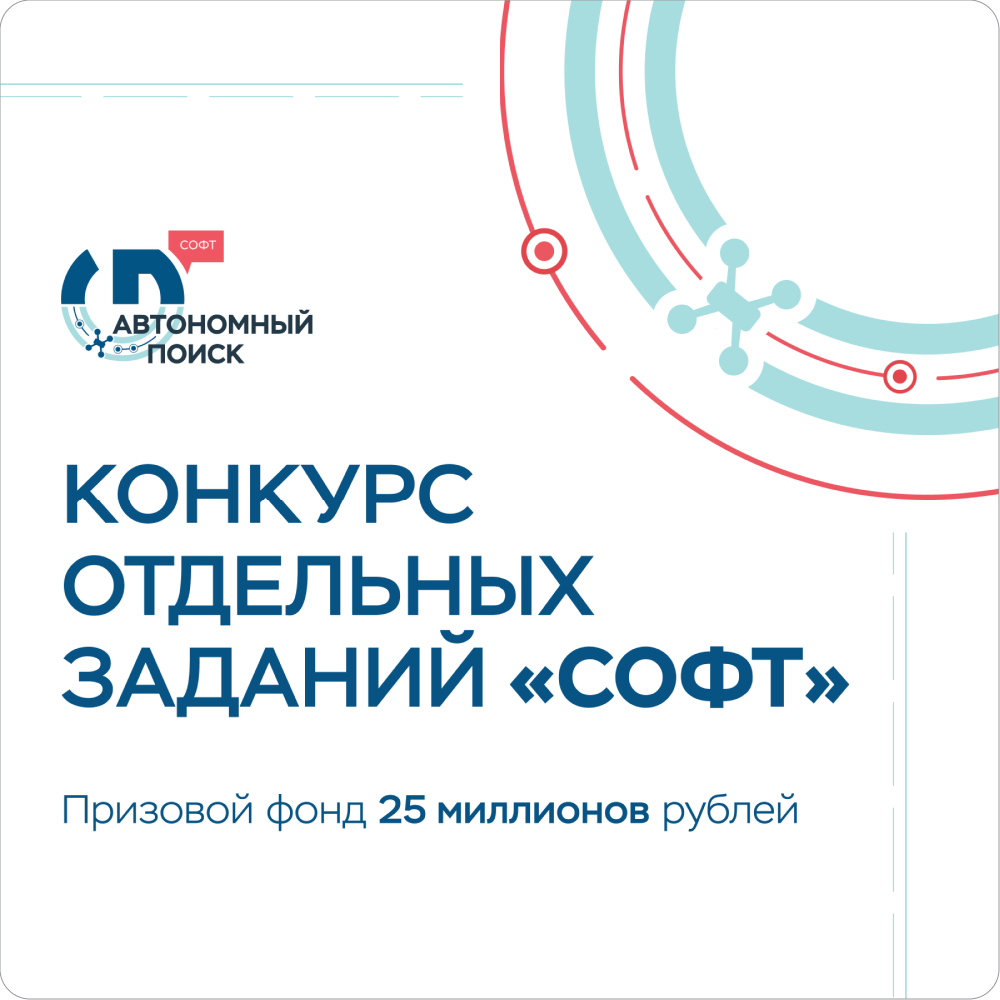 СОФТ
АВТОНОМНЫЙ
ПОИСК
КОНКУРС
ОТДЕЛЬНЫХ
ЗАДАНИЙ «СОФТ»
Призовой фонд 25 миллионов рублей